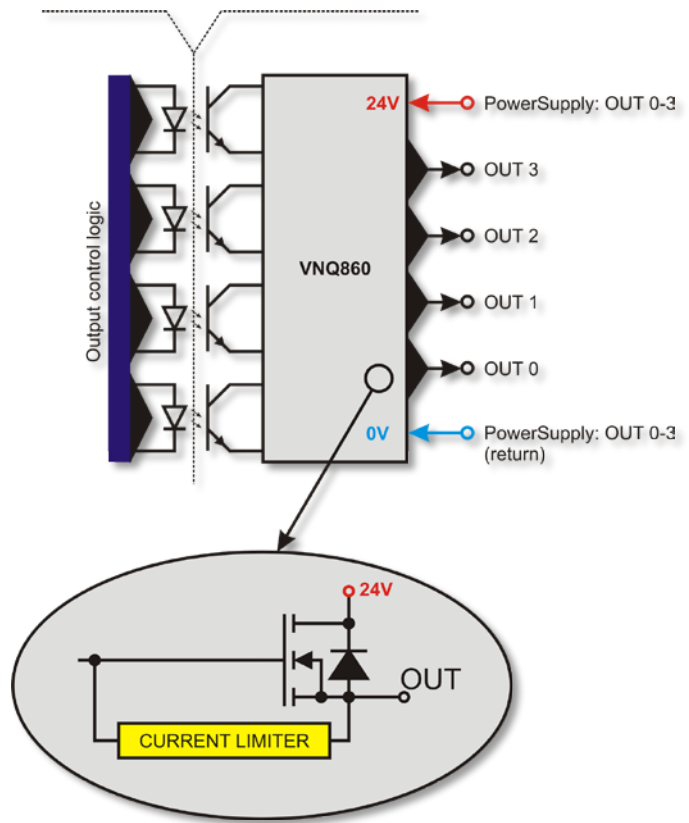 24V
PowerSupply: OUT 0-3
OUT 3
OUT 2
Output control logic
VNQ860
OUT 1
OUT 0
0V
PowerSupply: OUT 0-3
(return)
24V
OUT
CURRENT LIMITER